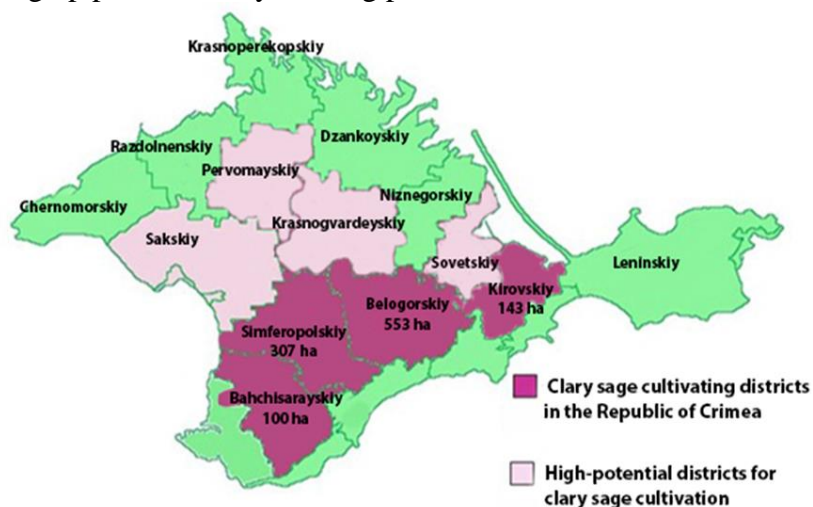 Krasnoperekopskiy
Razdolnenskiy
Dzankoyskiy
Pervomayskiy
Chernomorskiy
Niznegorskiy
Krasnogvardeyskiy
Sakskiy
Sovetskiy
Leninskiy
Kirovskiy
143 ha
Belogorskiy
553 ha
Simferopolskiy
307 ha
Bahchisarayskiy
100 ha
Clary sage cultivating districts
in the Republic of Crimea
High-potential districts for
clary sage cultivation